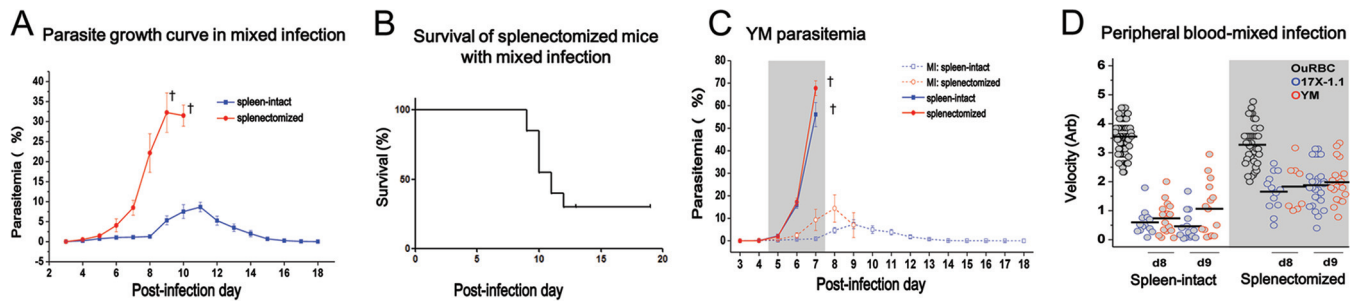 A
Parasite growth curve in mixed infection
Parasitemia ( %)
40
35
30
25
20
15
10
5
0
-5
spleen-intact
splenectomized
†
†
4 6 8 10 12 14 16 18
Post-infection day
B
Survival of splenectomized mice
with mixed infection
Survival (%)
100
50
0
0 5 10 15 20
Post-infection day
C
YM parasitemia
Parasitemia ( %)
80
70
60
50
40
30
20
10
0
MI: spleen-intact
MI: splenectomized
spleen-intact
splenectomized
†
†
3 4 5 6 7 8 9 10 11 12 13 14 15 16 17 18
Post-infection day
D
Peripheral blood-mixed infection
Velocity (Arb)
6
5
4
3
2
1
0
OuRBC
17X-1.1
YM
d8 d9 d8 d9
Spleen-intact Splenectomized